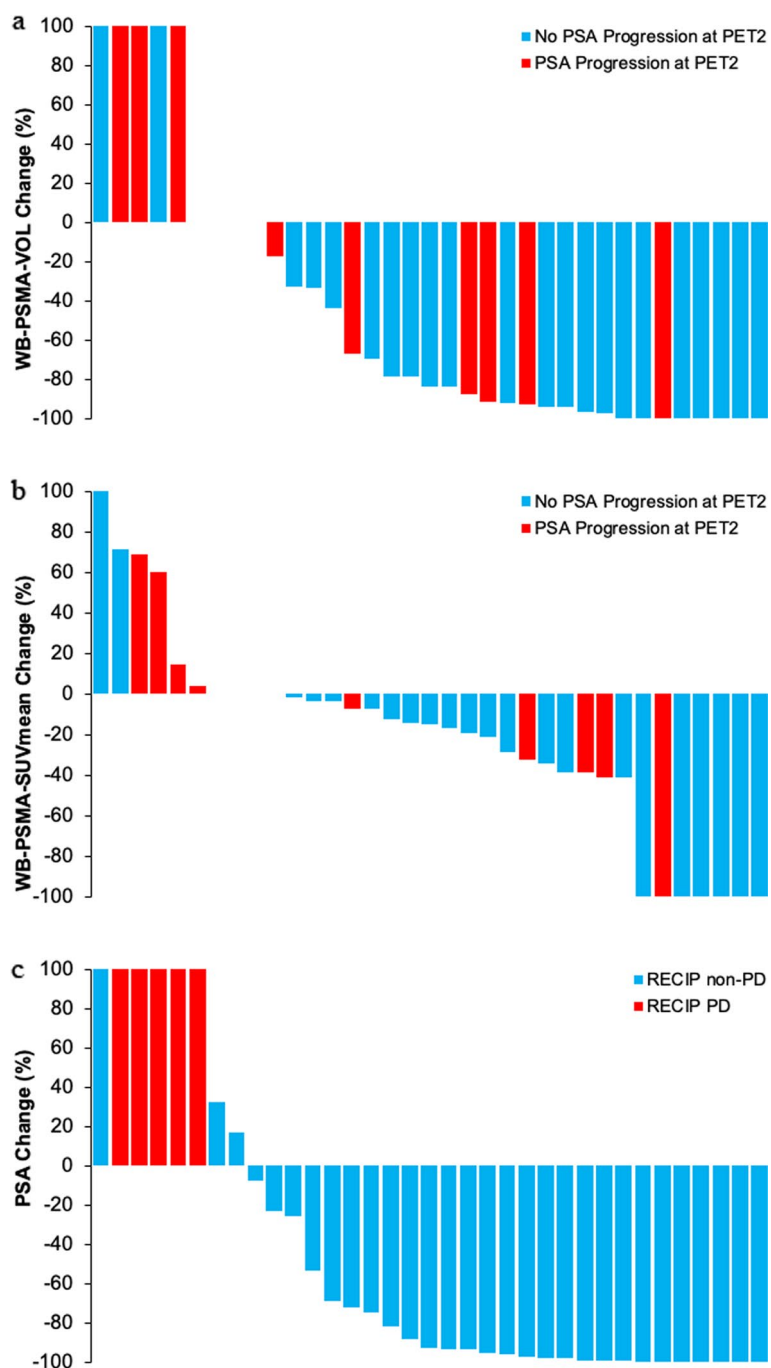 a
No PSA Progression at PET2
PSA Progression at PET2
WB-PSMA-VOL Change (%)
100
80
60
40
20
0
-20
-40
-60
-80
-100
b
No PSA Progression at PET2
PSA Progression at PET2
WB-PSMA-SUVmean Change (%)
100
80
60
40
20
0
-20
-40
-60
-80
-100
c
RECIP non-PD
RECIP PD
PSA Change (%)
100
80
60
40
20
0
-20
-40
-60
-80
-100